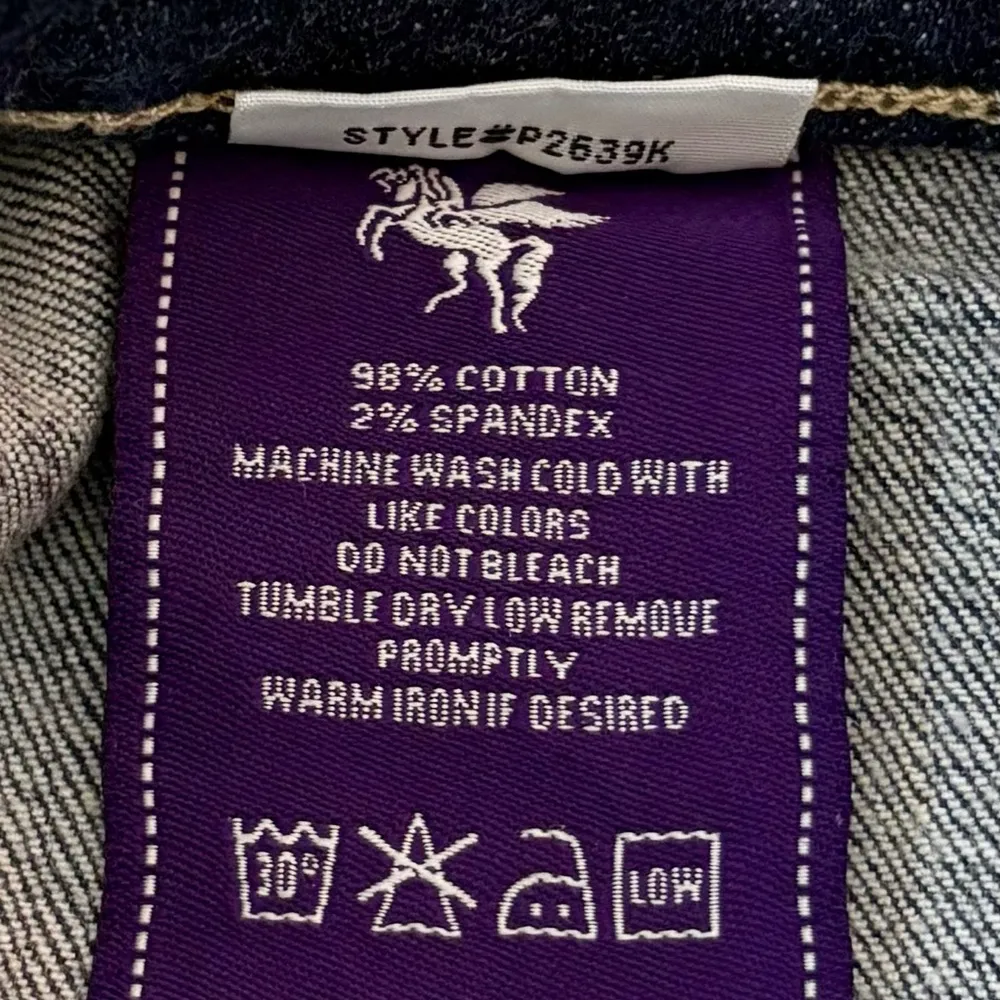 STYLE#P2639K
98% COTTON
2% SPANDEX
MACHINE WASH COLD WITH
LIKE COLORS
DO NOT BLEACH
TUMBLE DRY LOW REMOVE
PROMPTLY
WARM IRON IF DESIRED
30° LOW